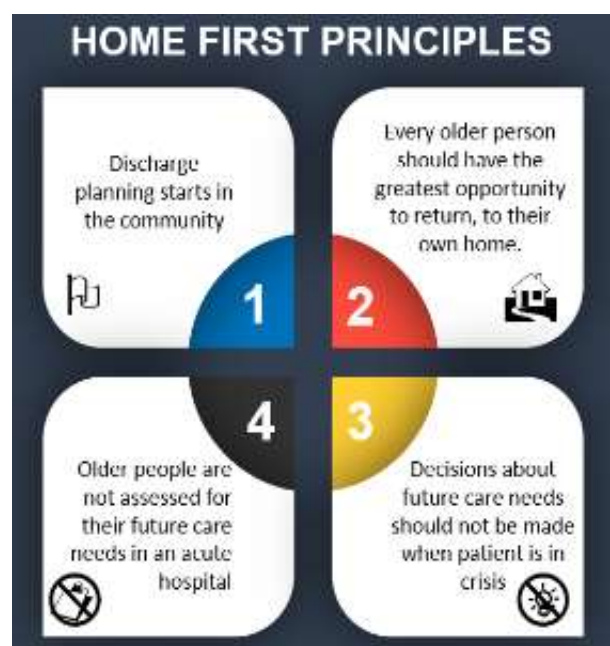 HOME FIRST PRINCIPLES
Discharge
planning starts in
the community
1
Every older person
should have the
greatest opportunity
to return, to their
own home.
2
3
Decisions about
future care needs
should not be made
when patient is in
crisis
4
Older people are
not assessed for
their future care
needs in an acute
hospital